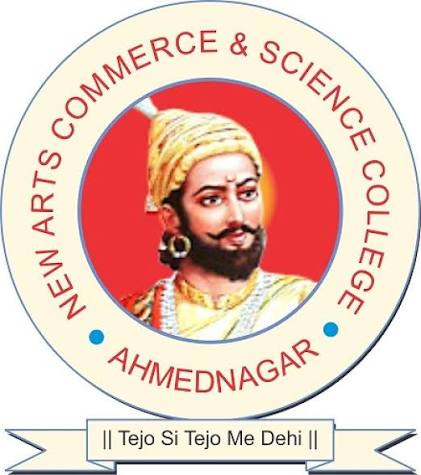 NEW ARTS COMMERCE & SCIENCE COLLEGE
AHMEDNAGAR
|| Tejo Si Tejo Me Dehi ||